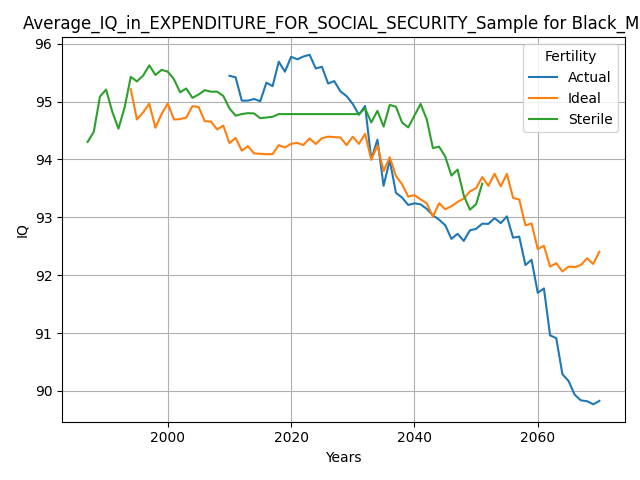 Average_IQ_in_EXPENDITURE_FOR_SOCIAL_SECURITY_Sample for Black_M
96
95
94
93
92
91
90
IQ
Fertility
Actual
Ideal
Sterile
2000 2020 2040 2060
Years